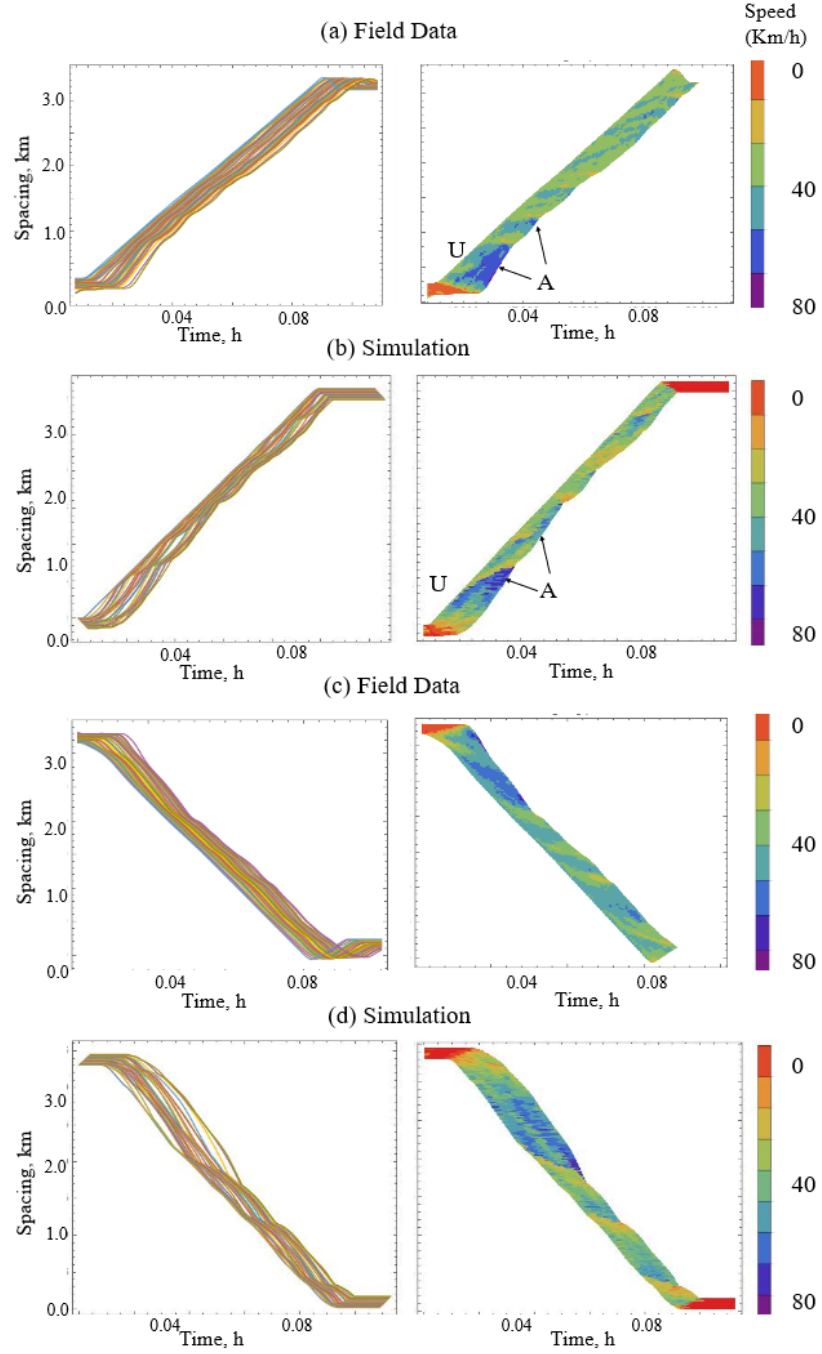 (a) Field Data
Speed
(Km/h)
Spacing, km
3.0
2.0
1.0
0.0
0.04
0.08
Time, h
U
A
0.04
0.08
Time, h
0
40
80
(b) Simulation
Spacing, km
3.0
2.0
1.0
0.0
0.04
0.08
Time, h
U
A
0.04
0.08
Time, h
0
40
80
(c) Field Data
Spacing, km
3.0
2.0
1.0
0.0
0.04
0.08
Time, h
0.04
0.08
Time, h
0
40
80
(d) Simulation
Spacing, km
3.0
2.0
1.0
0.0
0.04
0.08
Time, h
0.04
0.08
Time, h
0
40
80